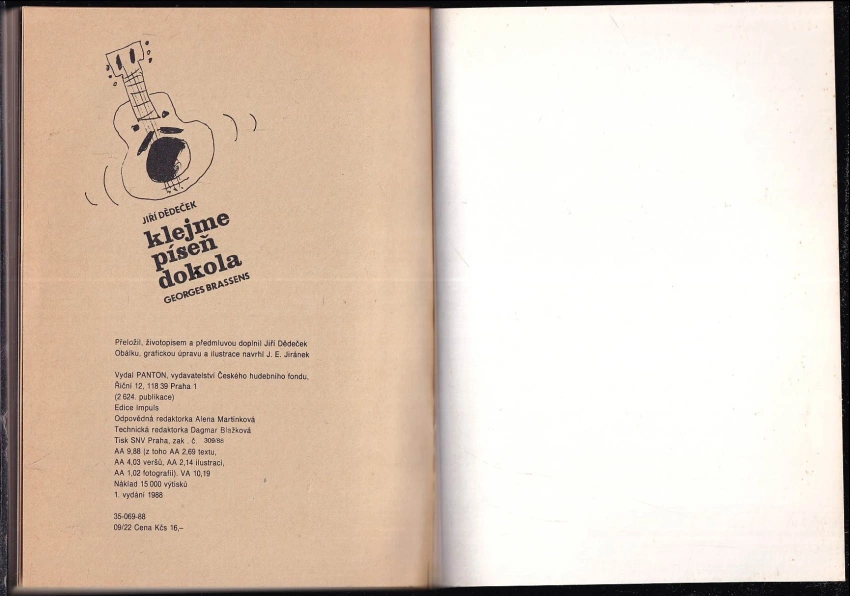 JIŘÍ DĚDEČEK
klejme
píseň
dokola
GEORGES BRASSENS
Přeložil, životopisem a předmluvou doplnil Jiří Dědeček
Obálku, grafickou úpravu a ilustrace navrhl J. E. Jiránek
Vydal PANTON, vydavatelství Českého hudebního fondu,
Říční 12, 118 39 Praha 1
(2 624. publikace)
Edice Impuls
Odpovědná redaktorka Alena Martínková
Technická redaktorka Dagmar Blažková
Tisk SNV Praha, zak. č. 309/88
AA 9,88 (z toho AA 2,69 textu,
AA 4,03 veršů, AA 2,14 ilustrací,
AA 1,02 fotografií). VA 10,19
Náklad 15 000 výtisků
1. vydání 1988
35-069-88
09/22 Cena Kčs 16,–